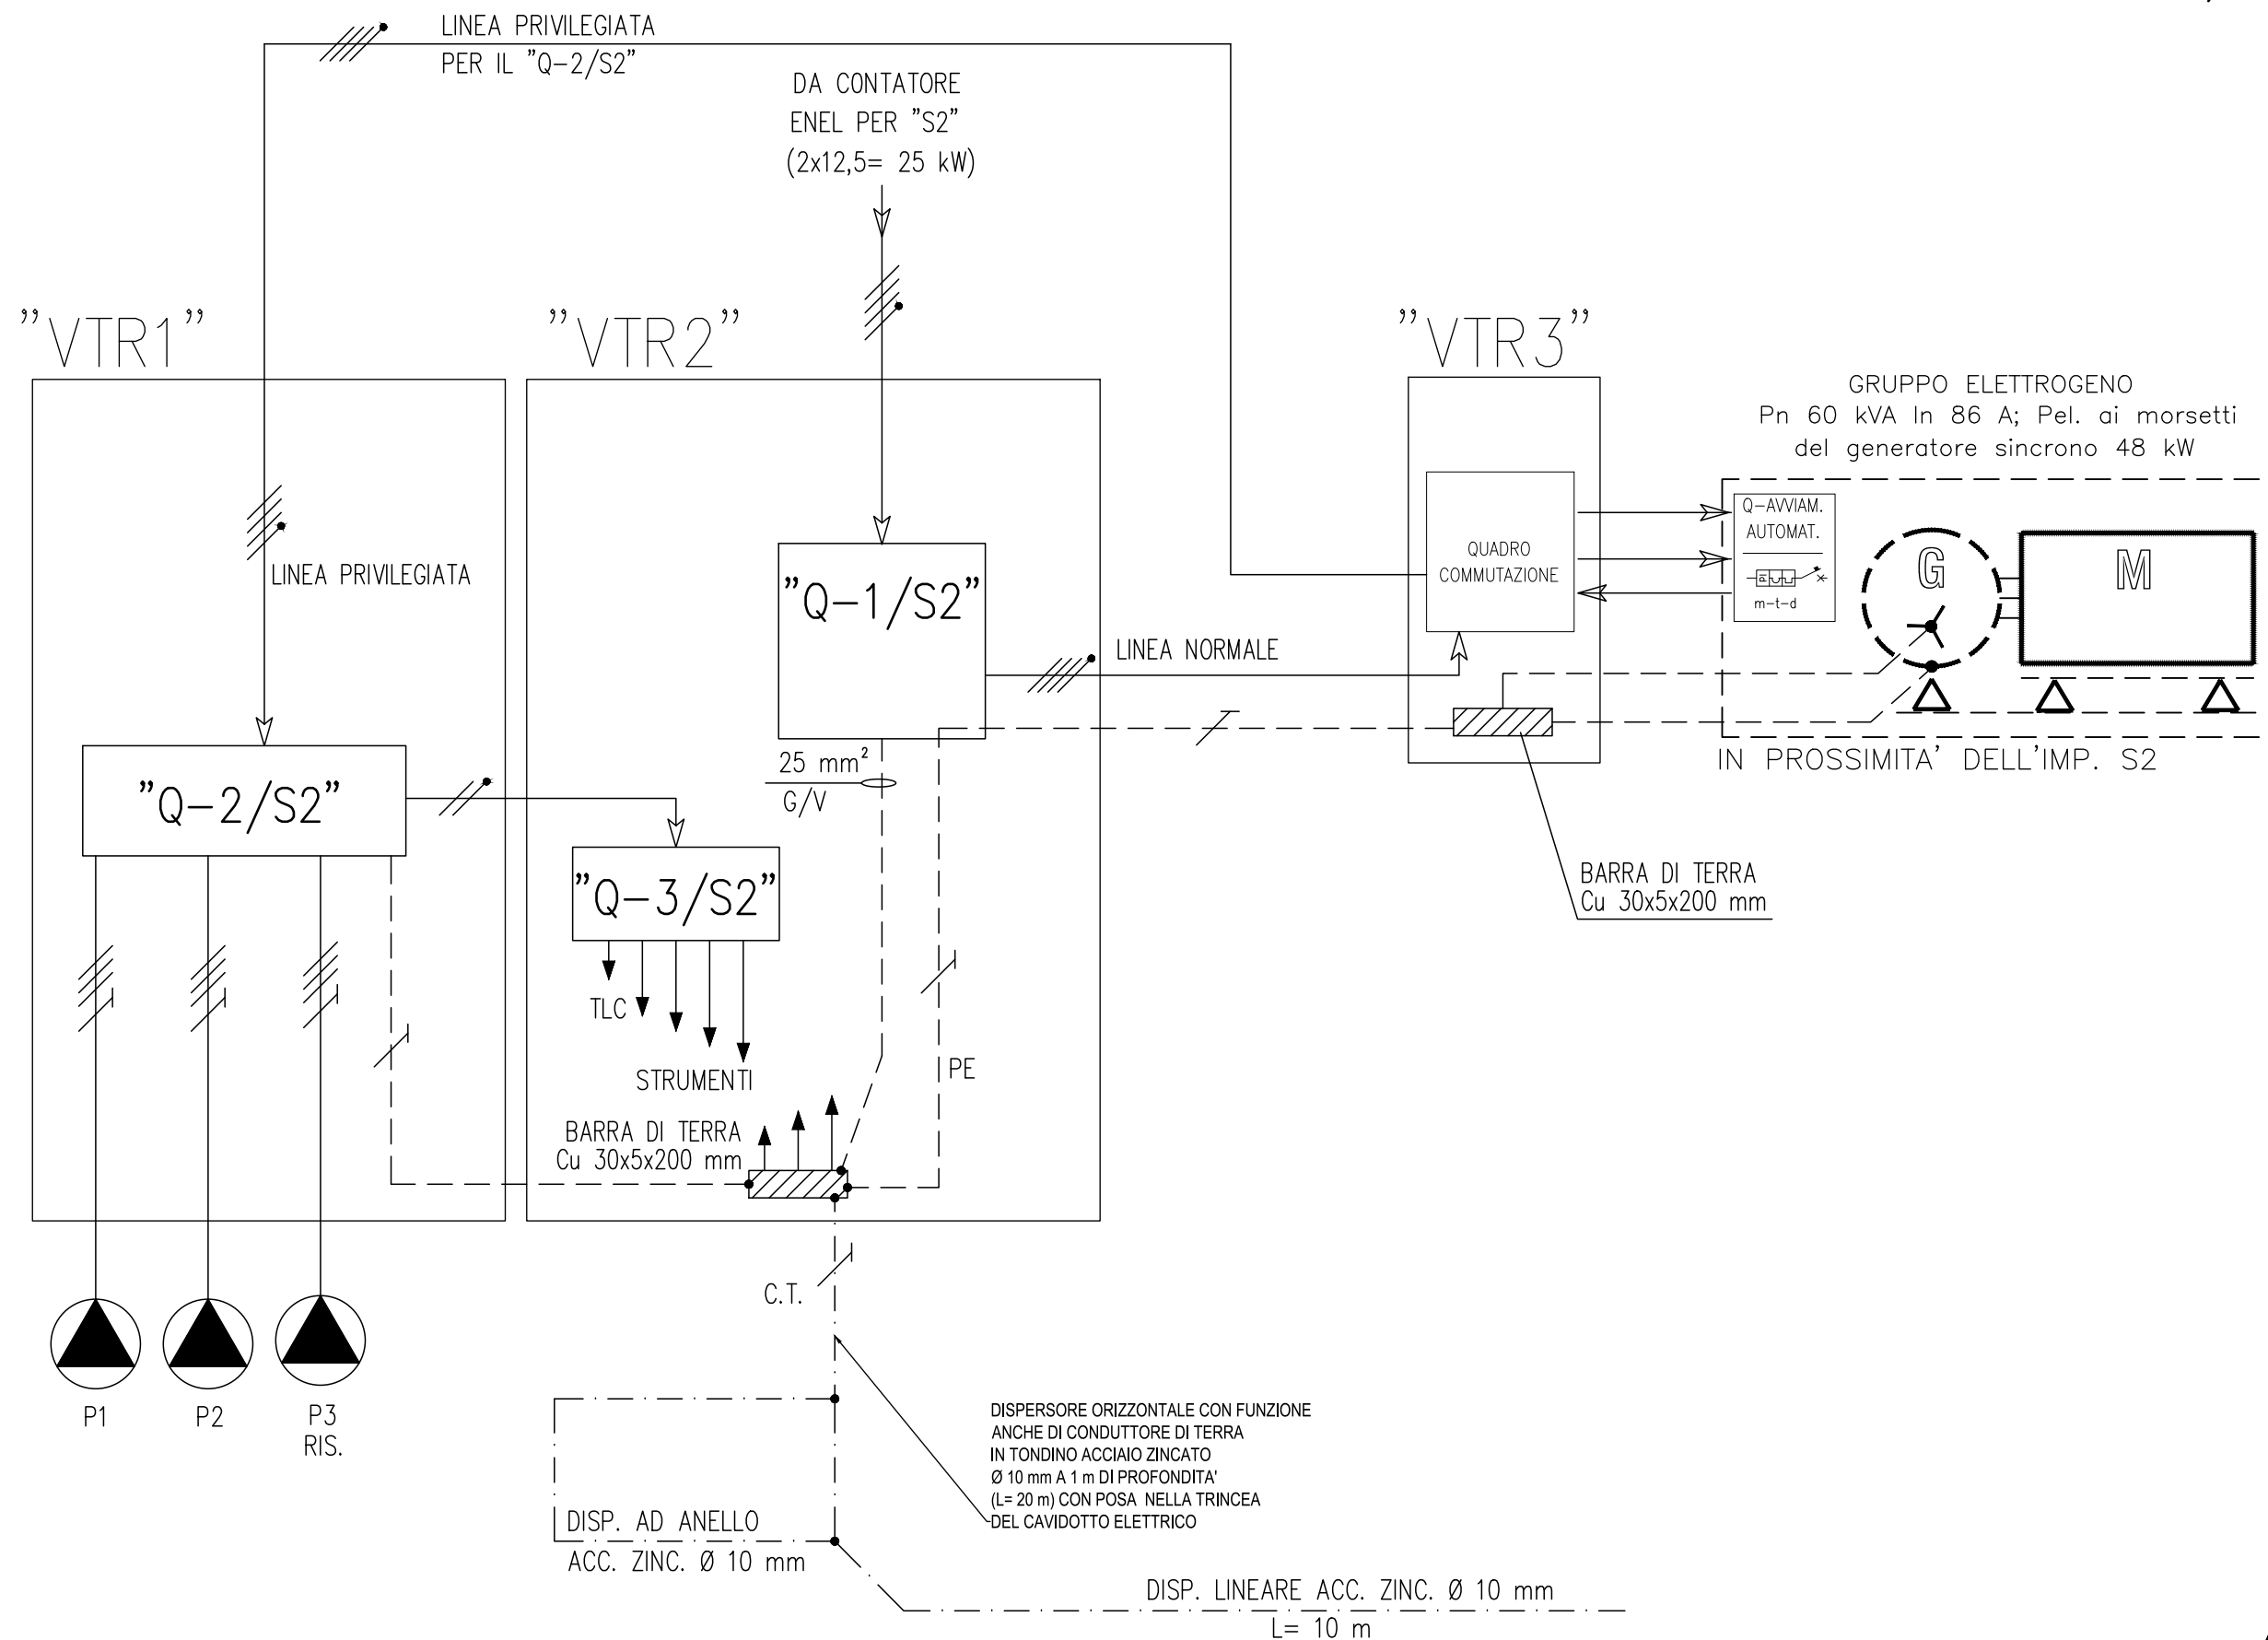 LINEA PRIVILEGIATA
PER IL "Q-2/S2"
DA CONTATORE
ENEL PER "S2"
(2x12,5= 25 kW)
"VTR1"
"VTR2"
"VTR3"
GRUPPO ELETTROGENO
Pn 60 kVA In 86 A; Pel. ai morsetti
del generatore sincrono 48 kW
Q-AVVIAM.
AUTOMAT.
m-t-d
G
M
QUADRO
COMMUTAZIONE
LINEA PRIVILEGIATA
"Q-1/S2"
LINEA NORMALE
IN PROSSIMITA' DELL'IMP. S2
25 mm²
G/V
"Q-2/S2"
"Q-3/S2"
BARRA DI TERRA
Cu 30x5x200 mm
TLC
STRUMENTI
PE
BARRA DI TERRA
Cu 30x5x200 mm
C.T.
P1
P2
P3
RIS.
DISPERSORE ORIZZONTALE CON FUNZIONE
ANCHE DI CONDUTTORE DI TERRA
IN TONDINO ACCIAIO ZINCATO
Ø 10 mm A 1 m DI PROFONDITA'
(L= 20 m) CON POSA NELLA TRINCEA
DEL CAVIDOTTO ELETTRICO
DISP. AD ANELLO
ACC. ZINC. Ø 10 mm
DISP. LINEARE ACC. ZINC. Ø 10 mm
L= 10 m